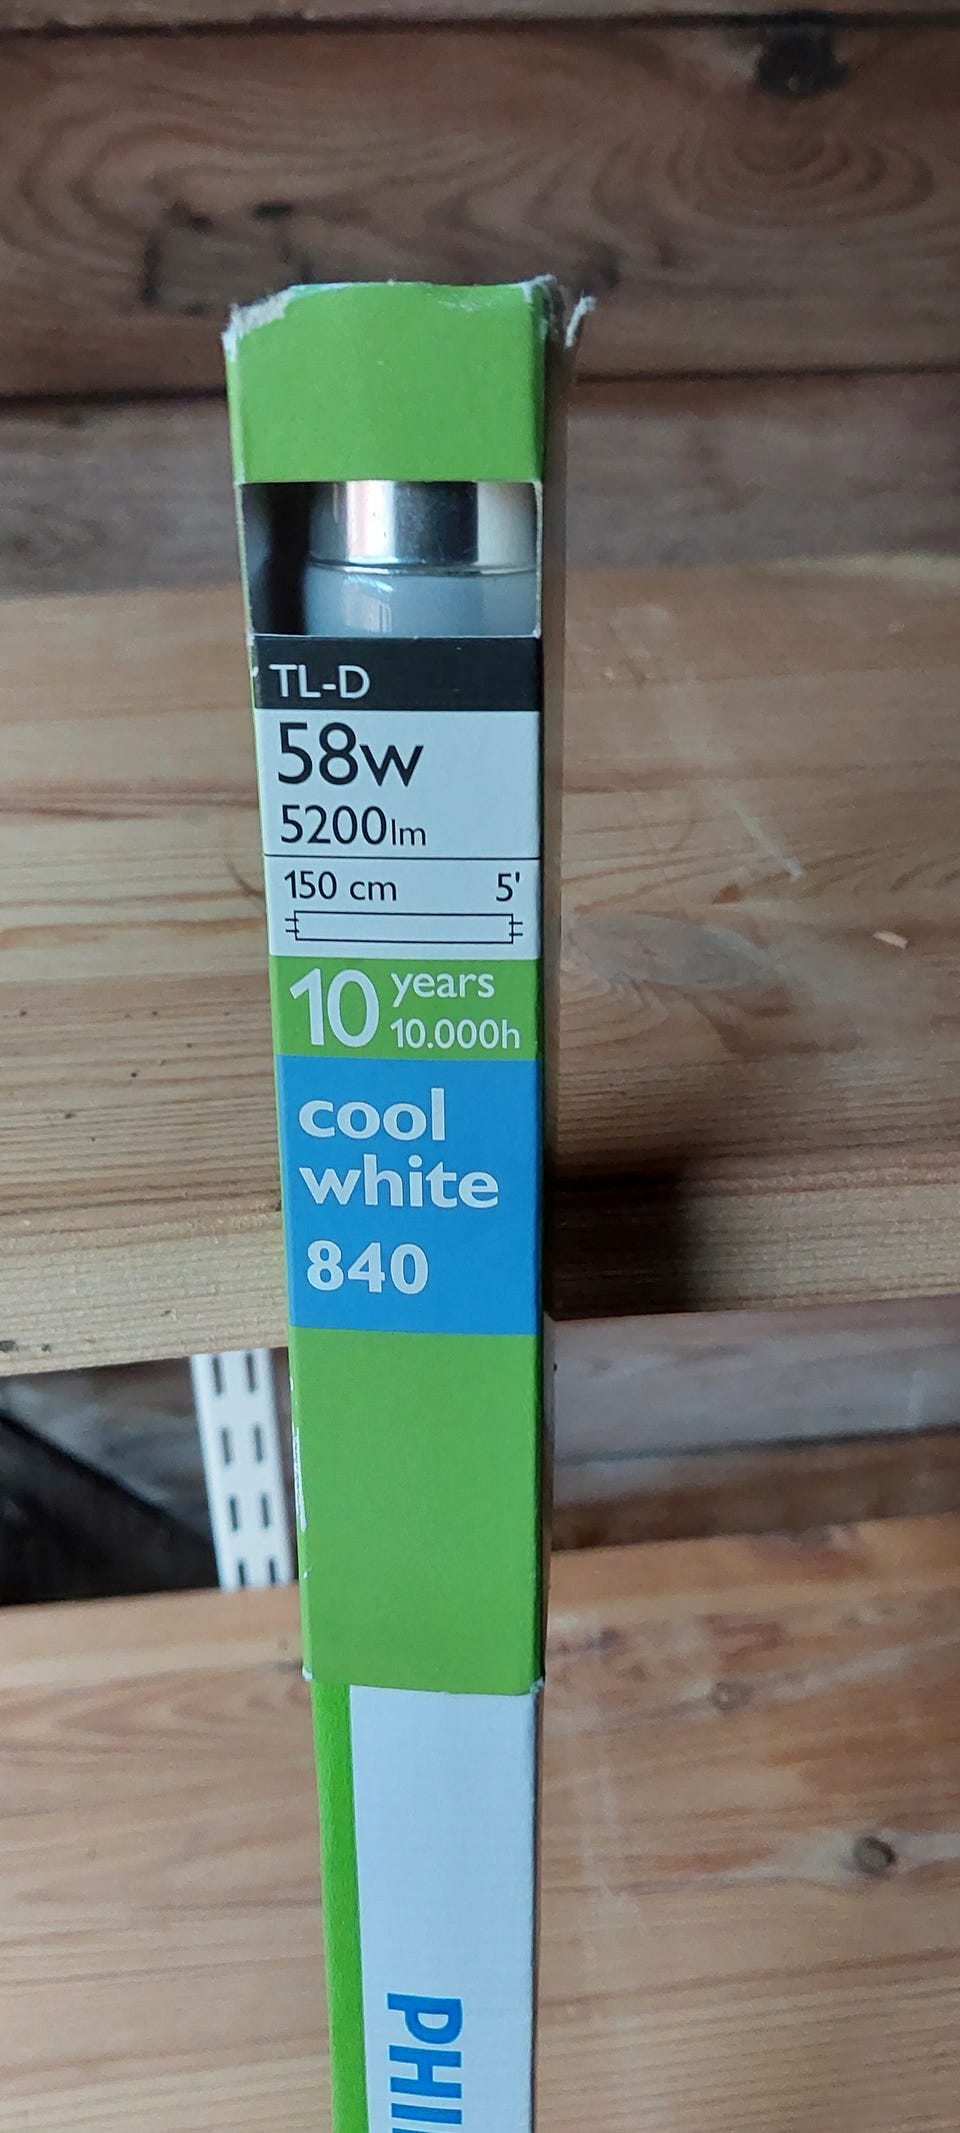 TL-D
58w
5200lm
150 cm 5'
10 years
10.000h
cool
white
840